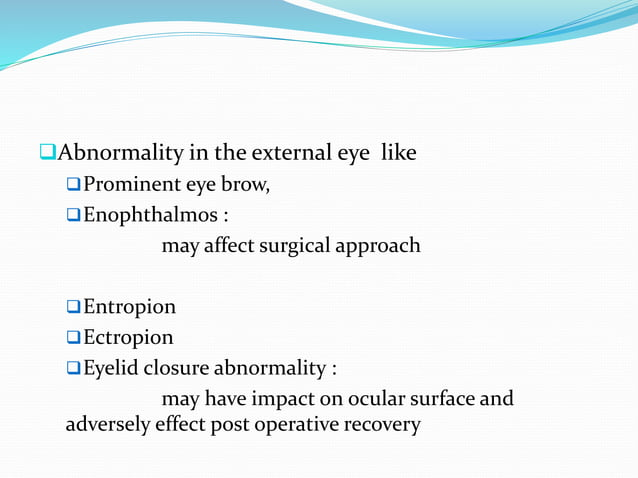 Abnormality in the external eye like
Prominent eye brow,
Enophthalmos :
may affect surgical approach
Entropion
Ectropion
Eyelid closure abnormality :
may have impact on ocular surface and
adversely effect post operative recovery